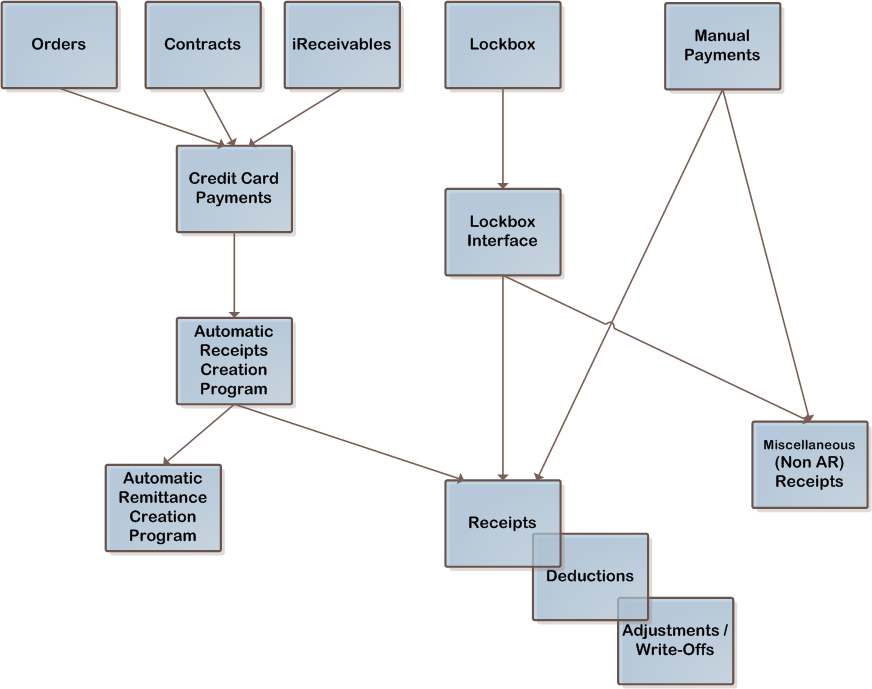 Orders
Contracts
iReceivables
Lockbox
Manual
Payments
Credit Card
Payments
Lockbox
Interface
Automatic
Receipts
Creation
Program
Miscellaneous
(Non AR)
Receipts
Automatic
Remittance
Creation
Program
Receipts
Deductions
Adjustments /
Write-Offs